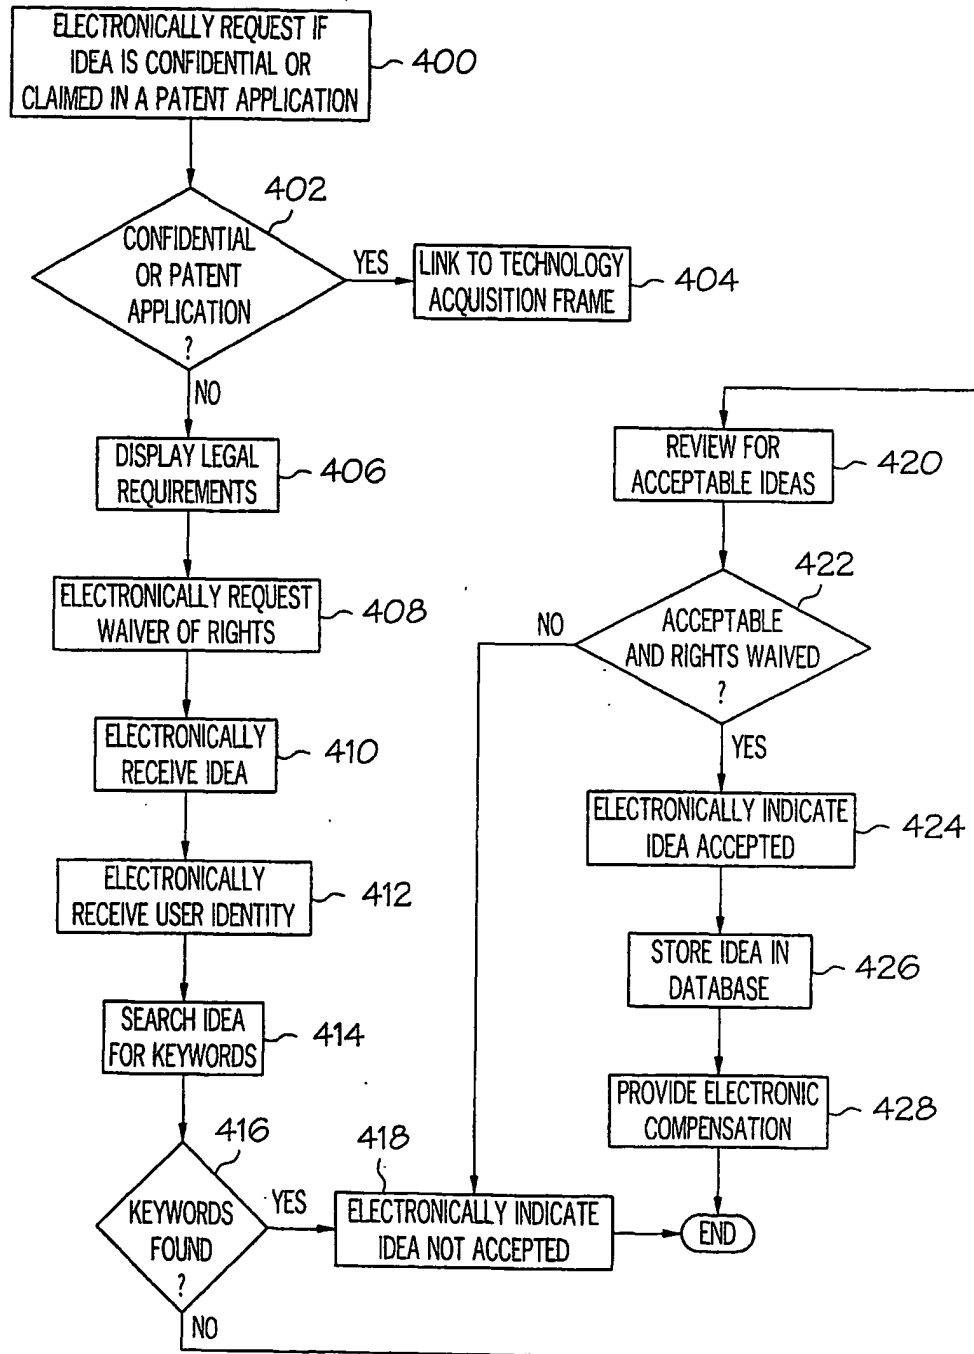 ELECTRONICALLY REQUEST IF
IDEA IS CONFIDENTIAL OR
CLAIMED IN A PATENT APPLICATION
400
402
CONFIDENTIAL
OR PATENT
APPLICATION
?
YES
LINK TO TECHNOLOGY
ACQUISITION FRAME
404
NO
DISPLAY LEGAL
REQUIREMENTS
406
ELECTRONICALLY REQUEST
WAIVER OF RIGHTS
408
ELECTRONICALLY
RECEIVE IDEA
410
ELECTRONICALLY
RECEIVE USER IDENTITY
412
SEARCH IDEA
FOR KEYWORDS
414
416
KEYWORDS
FOUND
?
YES
NO
418
ELECTRONICALLY INDICATE
IDEA NOT ACCEPTED
REVIEW FOR
ACCEPTABLE IDEAS
420
422
ACCEPTABLE
AND RIGHTS WAIVED
?
NO
YES
ELECTRONICALLY INDICATE
IDEA ACCEPTED
424
STORE IDEA IN
DATABASE
426
PROVIDE ELECTRONIC
COMPENSATION
428
END